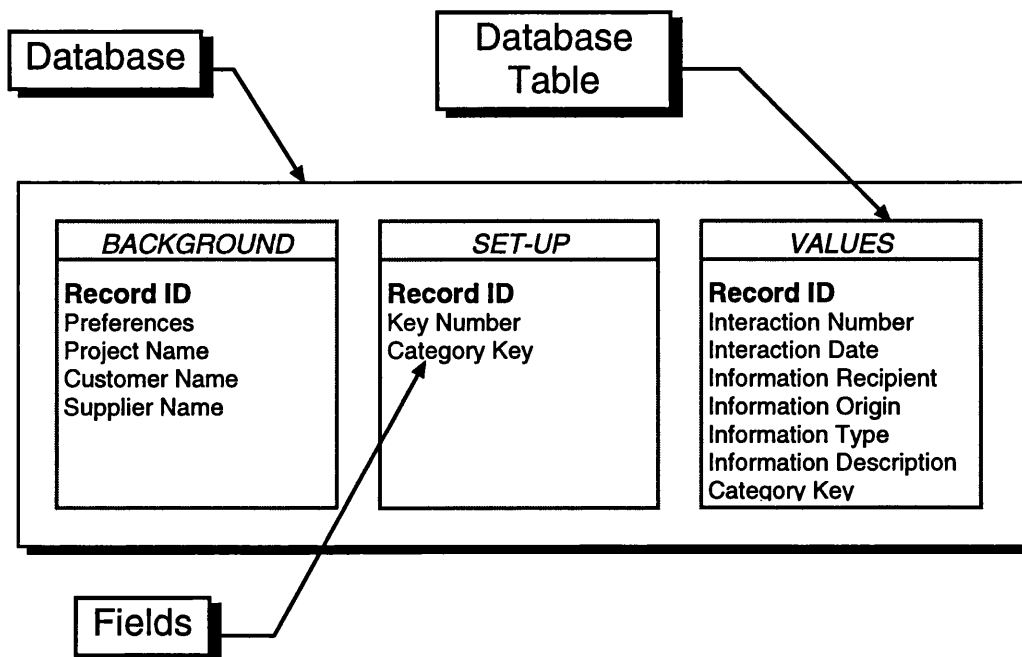 Database
Database
Table
BACKGROUND
Record ID
Preferences
Project Name
Customer Name
Supplier Name
SET-UP
Record ID
Key Number
Category Key
VALUES
Record ID
Interaction Number
Interaction Date
Information Recipient
Information Origin
Information Type
Information Description
Category Key
Fields